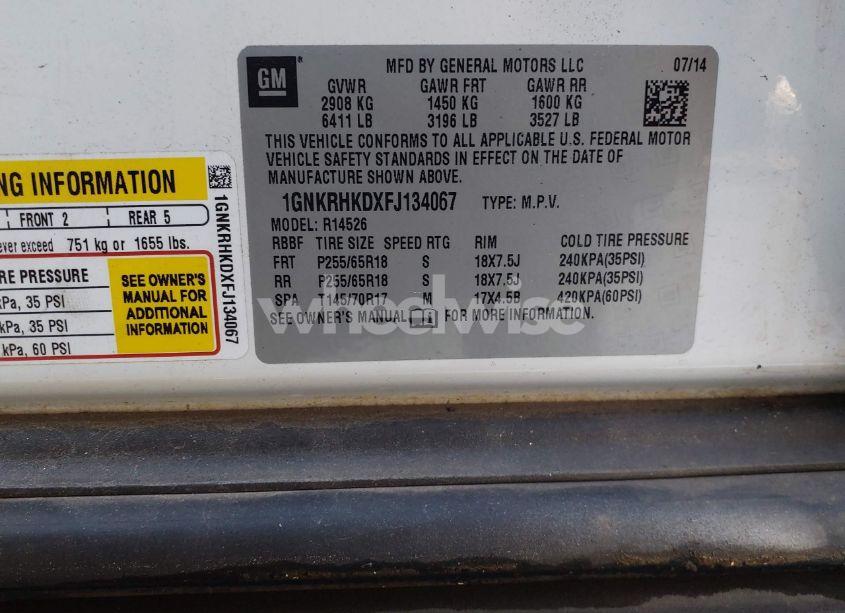 NG INFORMATION
FRONT 2 REAR 5
ever exceed 751 kg or 1655 lbs.
RE PRESSURE
kPa, 35 PSI
kPa, 35 PSI
kPa, 60 PSI
SEE OWNER'S
MANUAL FOR
ADDITIONAL
INFORMATION
1GNKRHKDXFJ134067
GM
MFD BY GENERAL MOTORS LLC 07/14
GVWR GAWR FRT GAWR RR
2908 KG 1450 KG 1600 KG
6411 LB 3196 LB 3527 LB
THIS VEHICLE CONFORMS TO ALL APPLICABLE U.S. FEDERAL MOTOR
VEHICLE SAFETY STANDARDS IN EFFECT ON THE DATE OF
MANUFACTURE SHOWN ABOVE.
1GNKRHKDXFJ134067 TYPE: M.P.V.
MODEL: R14526
RBBF TIRE SIZE SPEED RTG RIM COLD TIRE PRESSURE
FRT P255/65R18 S 18X7.5J 240KPA(35PSI)
RR P255/65R18 S 18X7.5J 240KPA(35PSI)
SPA T145/70R17 M 17X4.5B 420KPA(60PSI)
SEE OWNER'S MANUAL FOR MORE INFORMATION.
wheelwise